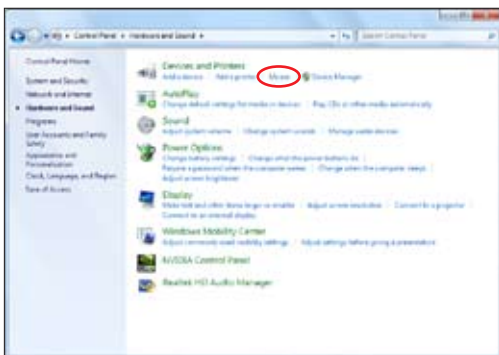 Control Panel ▸ Hardware and Sound ▸
Search Control Panel
Control Panel Home
System and Security
Network and Internet
Hardware and Sound
Programs
User Accounts and Family
Safety
Appearance and
Personalization
Clock, Language, and Region
Ease of Access
Devices and Printers
Add a device
Add a printer
Mouse
Device Manager
AutoPlay
Change default settings for media or devices
Play CDs or other media automatically
Sound
Adjust system volume
Change system sounds
Manage audio devices
Power Options
Change battery settings
Change what the power buttons do
Require a password when the computer wakes
Change when the computer sleeps
Adjust screen brightness
Display
Make text and other items larger or smaller
Adjust screen resolution
Connect to a projector
Connect to an external display
Windows Mobility Center
Adjust commonly used mobility settings
Adjust settings before giving a presentation
NVIDIA Control Panel
Realtek HD Audio Manager